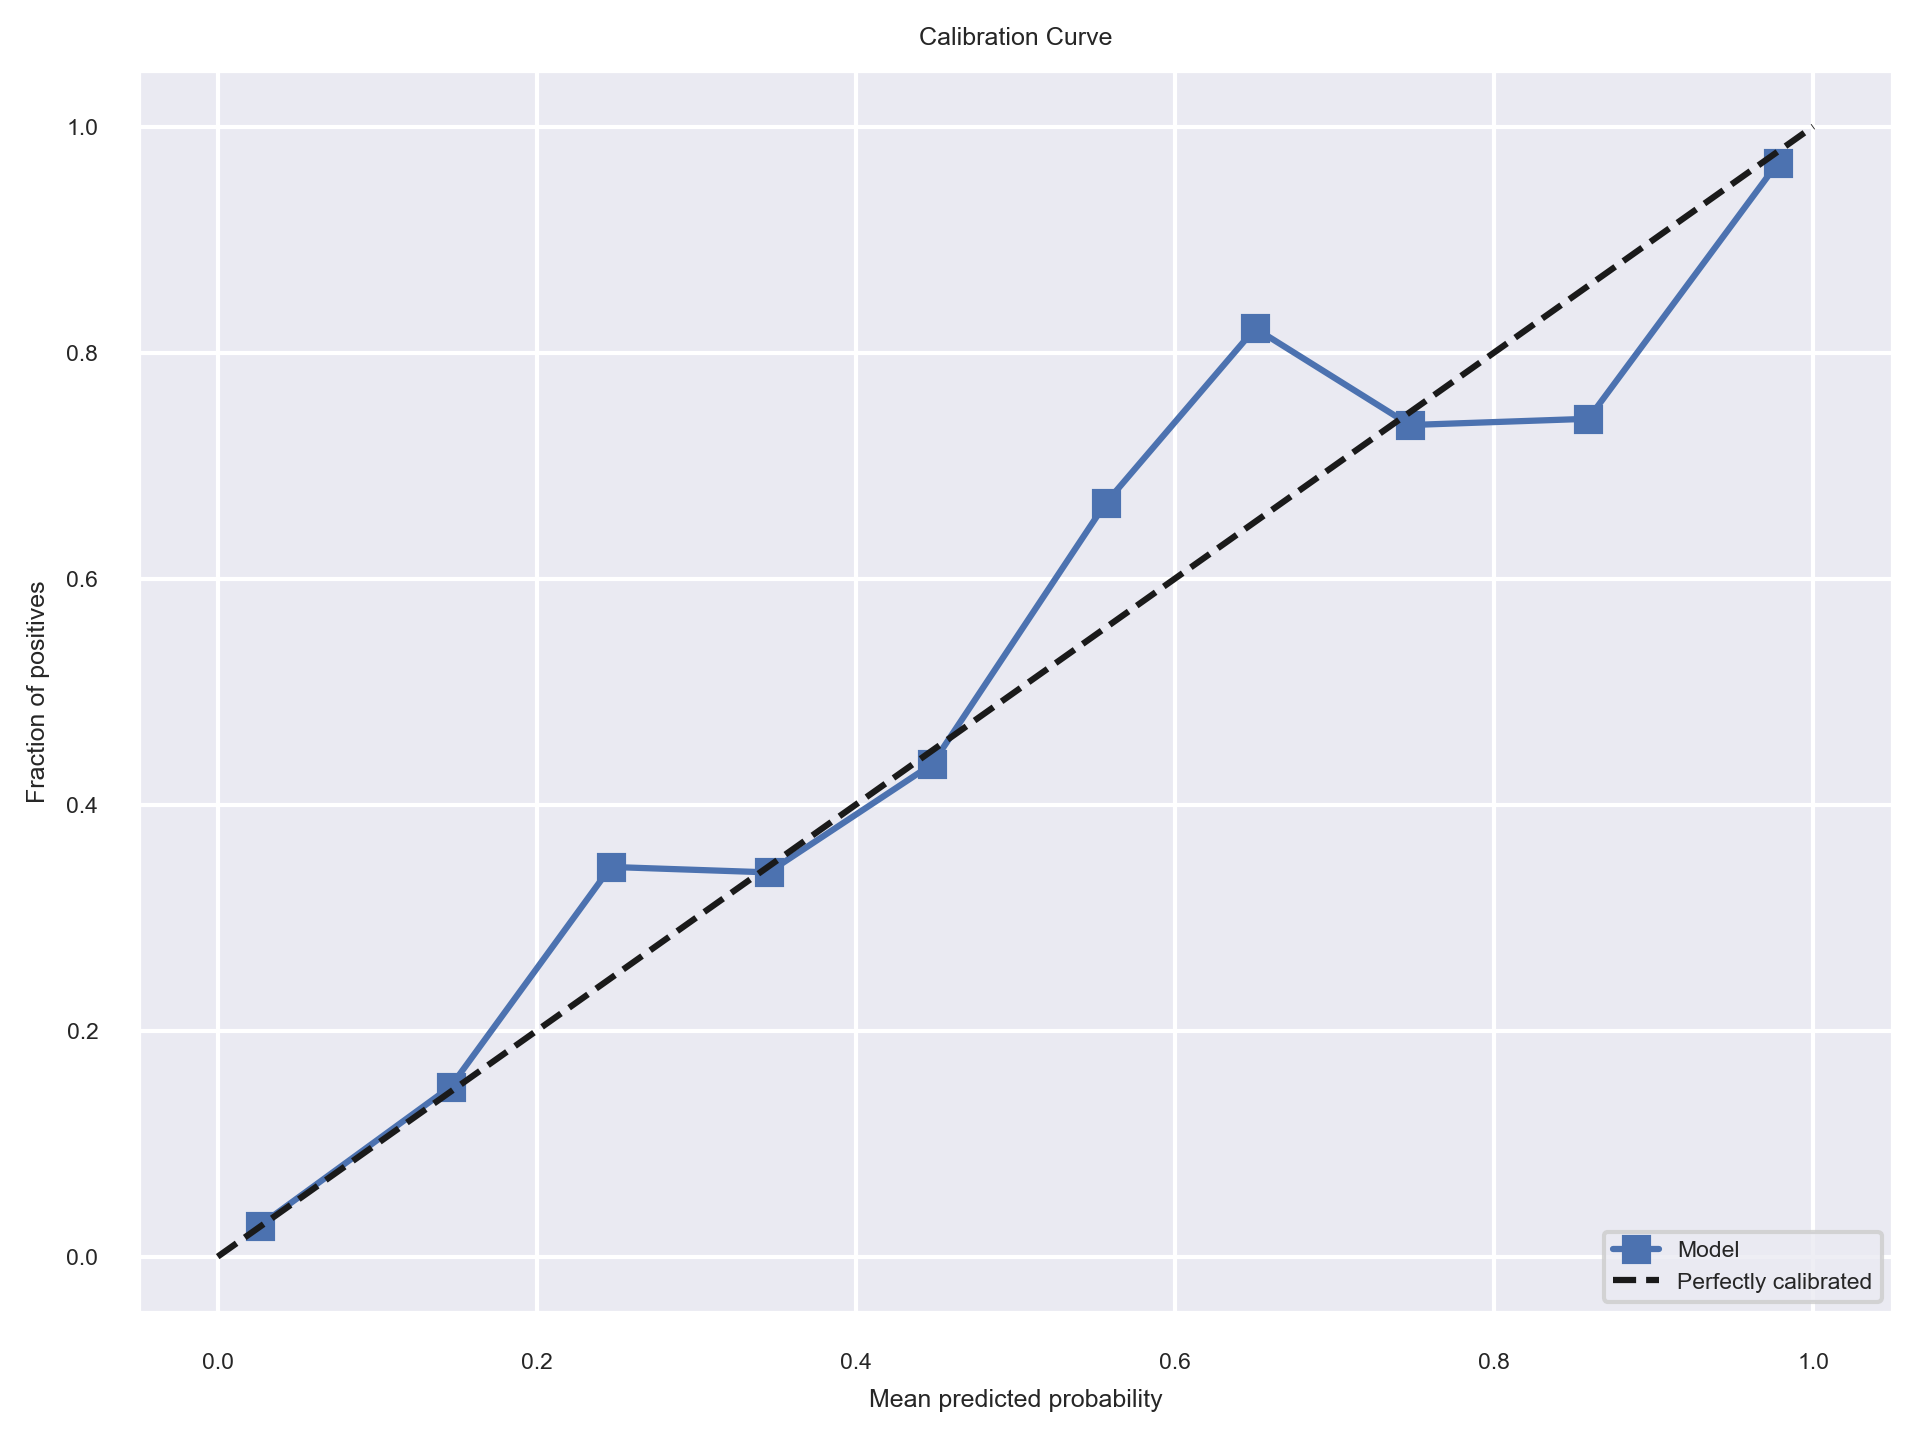 Calibration Curve
1.0
0.8
0.6
0.4
0.2
0.0
Fraction of positives
0.0 0.2 0.4 0.6 0.8 1.0
Mean predicted probability
Model
Perfectly calibrated